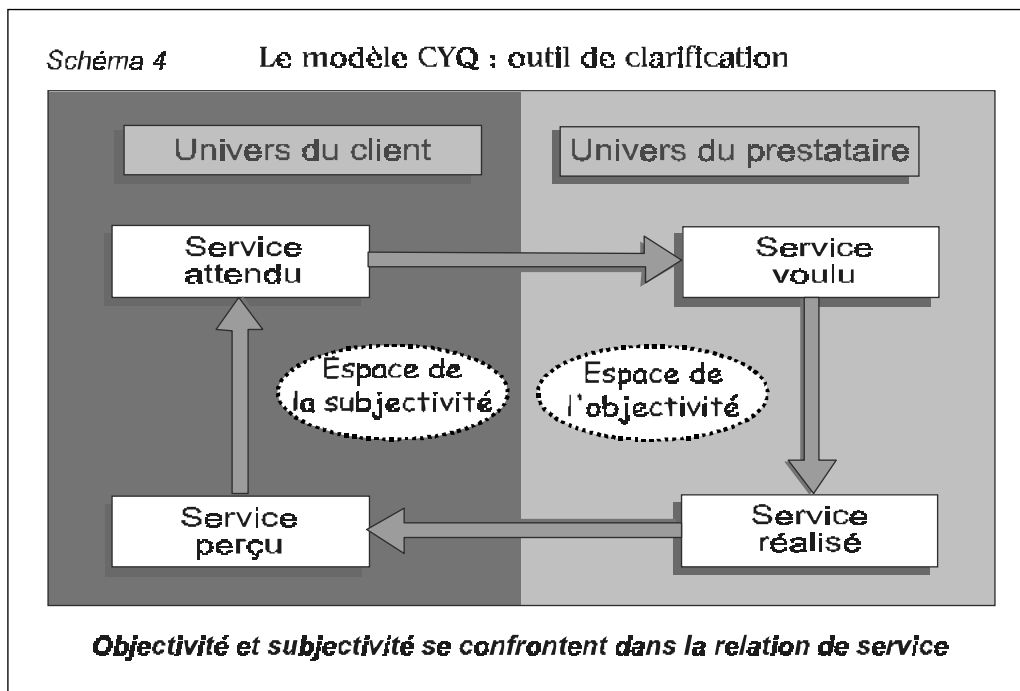 Schéma 4
Le modèle CYQ : outil de clarification
Univers du client
Univers du prestataire
Service
attendu
Service
voulu
Espace de
la subjectivité
Espace de
l'objectivité
Service
perçu
Service
réalisé
Objectivité et subjectivité se confrontent dans la relation de service